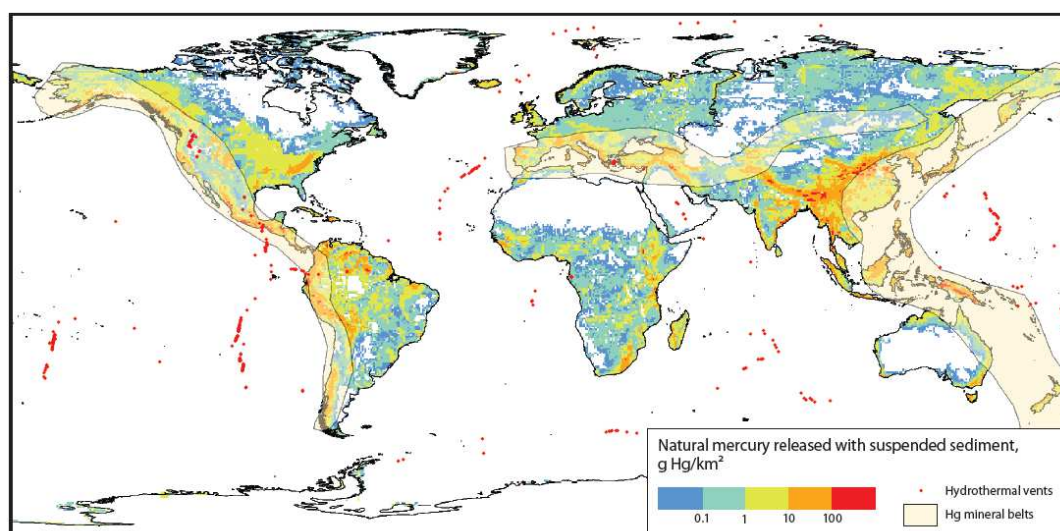 Natural mercury released with suspended sediment,
g Hg/km²
0.1 1 10 100
Hydrothermal vents
Hg mineral belts